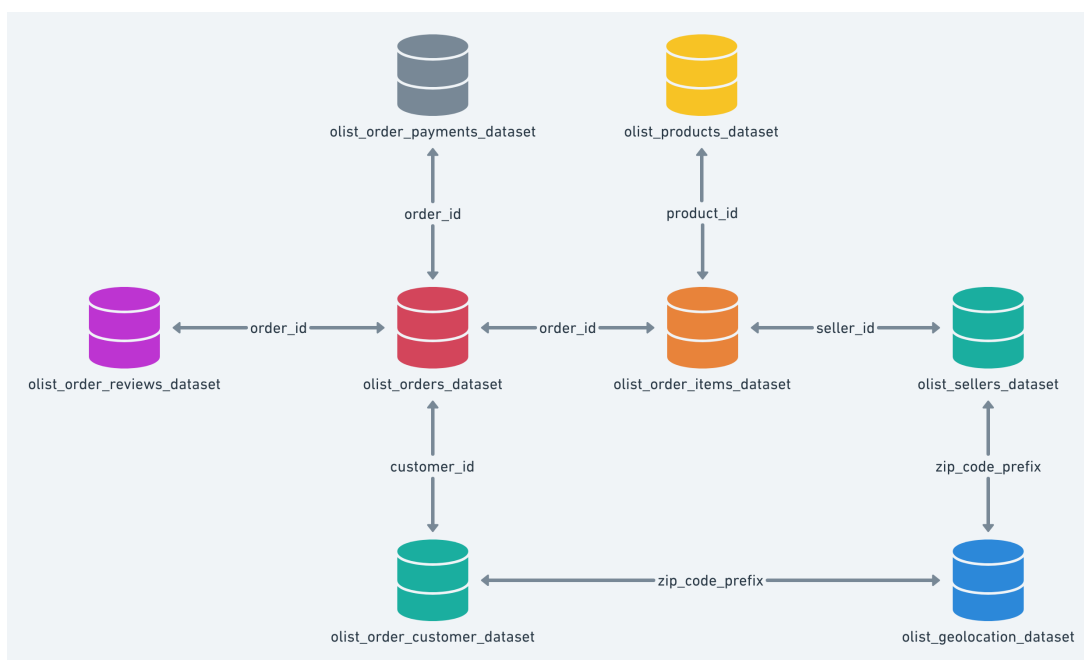 olist_order_payments_dataset
olist_products_dataset
order_id
product_id
order_id
order_id
seller_id
olist_order_reviews_dataset
olist_orders_dataset
olist_order_items_dataset
olist_sellers_dataset
customer_id
zip_code_prefix
zip_code_prefix
olist_order_customer_dataset
olist_geolocation_dataset